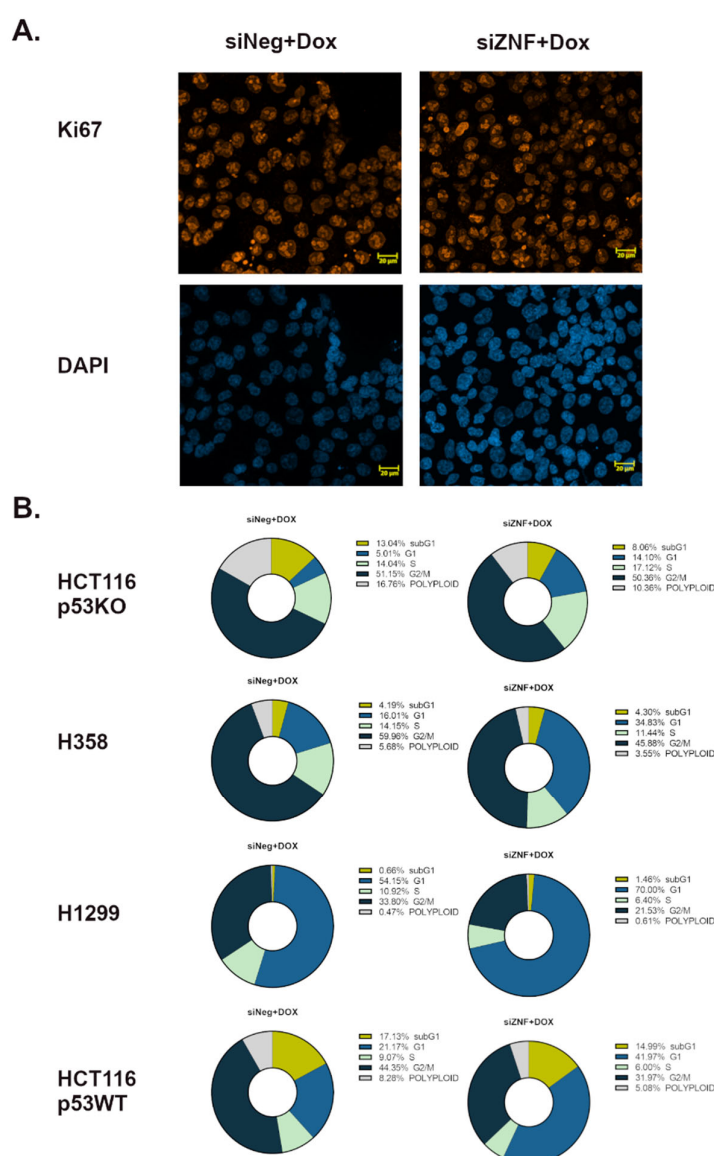 A.
siNeg+Dox
siZNF+Dox
Ki67
20 µm
20 µm
DAPI
20 µm
20 µm
B.
HCT116
p53KO
siNeg+DOX
13.04% subG1
5.01% G1
14.04% S
51.15% G2/M
16.76% POLYPLOID
siZNF+DOX
8.06% subG1
14.10% G1
17.12% S
50.36% G2/M
10.36% POLYPLOID
H358
siNeg+DOX
4.19% subG1
16.01% G1
14.15% S
59.96% G2/M
5.68% POLYPLOID
siZNF+DOX
4.30% subG1
34.83% G1
11.44% S
45.88% G2/M
3.55% POLYPLOID
H1299
siNeg+DOX
0.66% subG1
54.15% G1
10.92% S
33.80% G2/M
0.47% POLYPLOID
siZNF+DOX
1.46% subG1
70.00% G1
6.40% S
21.53% G2/M
0.61% POLYPLOID
HCT116
p53WT
siNeg+DOX
17.13% subG1
21.17% G1
9.07% S
44.35% G2/M
8.28% POLYPLOID
siZNF+DOX
14.99% subG1
41.97% G1
6.00% S
31.97% G2/M
5.08% POLYPLOID